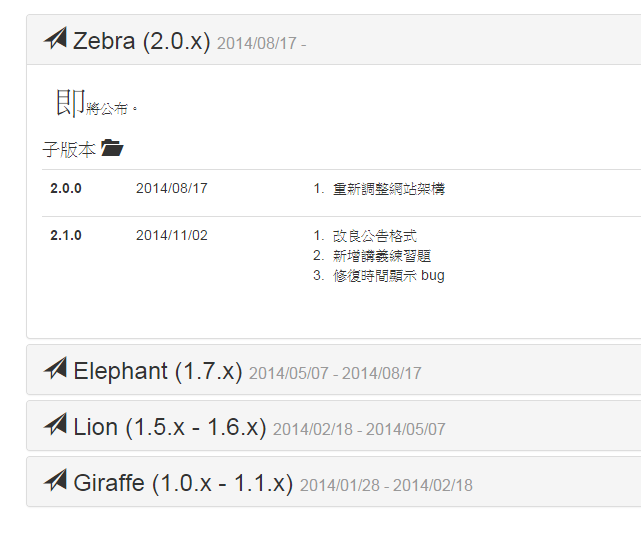 Zebra (2.0.x) 2014/08/17 -
即將公布。
子版本
2.0.0 2014/08/17 1. 重新調整網站架構
2.1.0 2014/11/02 1. 改良公告格式
2. 新增講義練習題
3. 修復時間顯示 bug
Elephant (1.7.x) 2014/05/07 - 2014/08/17
Lion (1.5.x - 1.6.x) 2014/02/18 - 2014/05/07
Giraffe (1.0.x - 1.1.x) 2014/01/28 - 2014/02/18